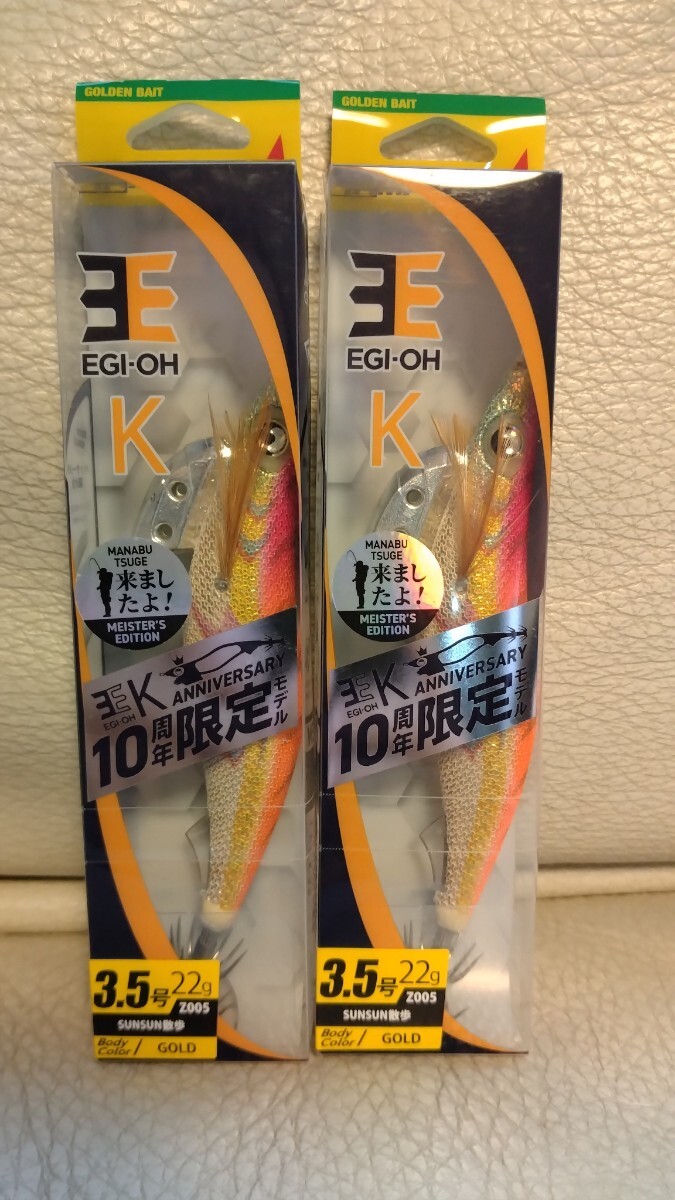 GOLDEN BAIT
EGI-OH
K
MANABU
TSUGE
来まし
たよ!
MEISTER'S
EDITION
EGI-OH K ANNIVERSARY
10周年限定モデル
3.5号 22g
Z005
SUNSUN散歩
Body Color/ GOLD
GOLDEN BAIT
EGI-OH
K
MANABU
TSUGE
来まし
たよ!
MEISTER'S
EDITION
EGI-OH K ANNIVERSARY
10周年限定モデル
3.5号 22g
Z005
SUNSUN散歩
Body Color/ GOLD